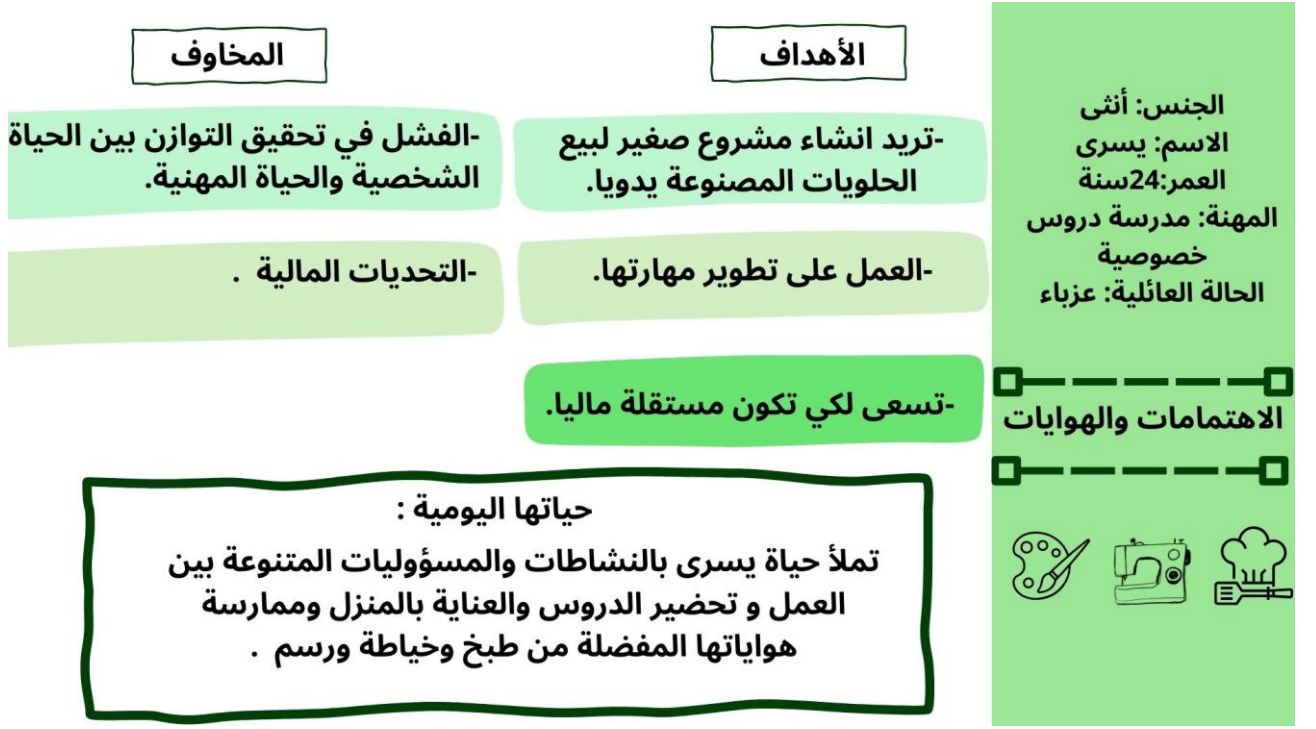 الجنس: أنثى
الاسم: يسرى
العمر:24سنة
المهنة: مدرسة دروس
خصوصية
الحالة العائلية: عزباء
الاهتمامات والهوايات
الأهداف
-تريد انشاء مشروع صغير لبيع
الحلويات المصنوعة يدويا.
-العمل على تطوير مهارتها.
-تسعى لكي تكون مستقلة ماليا.
المخاوف
-الفشل في تحقيق التوازن بين الحياة
الشخصية والحياة المهنية.
-التحديات المالية .
حياتها اليومية :
تملأ حياة يسرى بالنشاطات والمسؤوليات المتنوعة بين
العمل و تحضير الدروس والعناية بالمنزل وممارسة
هواياتها المفضلة من طبخ وخياطة ورسم .